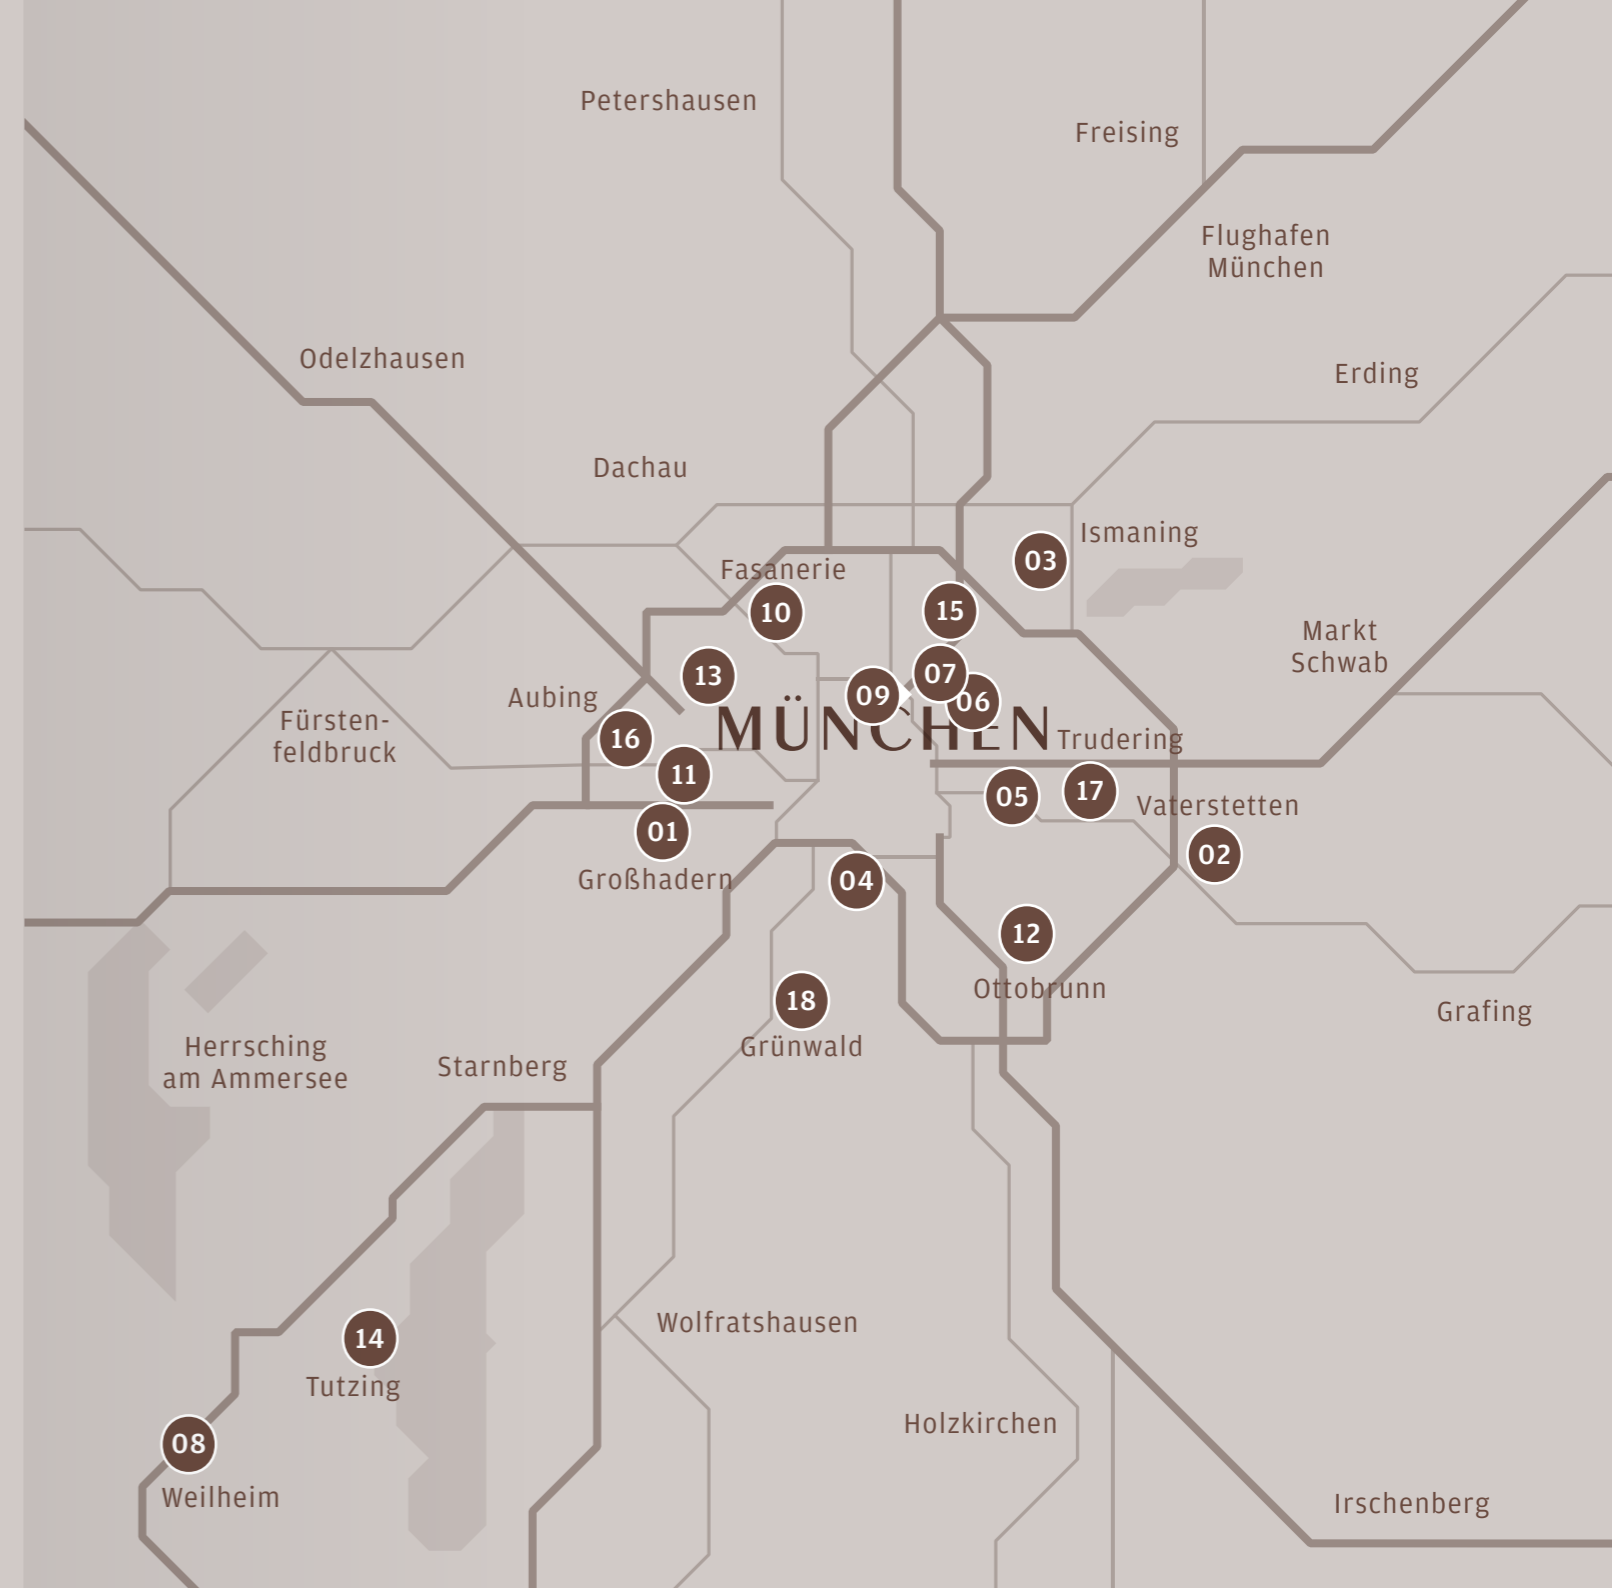 Petershausen
Freising
Flughafen
München
Odelzhausen
Erding
Dachau
Ismaning
03
Fasanerie
10
15
Markt
Schwab
13
07
09
06
Aubing
Fürsten-
feldbruck
16
MÜNCHEN
Trudering
11
05
17
Vaterstetten
01
02
Großhadern
04
12
Ottobrunn
18
Grünwald
Grafing
Herrsching
am Ammersee
Starnberg
14
Tutzing
Wolfratshausen
08
Weilheim
Holzkirchen
Irschenberg